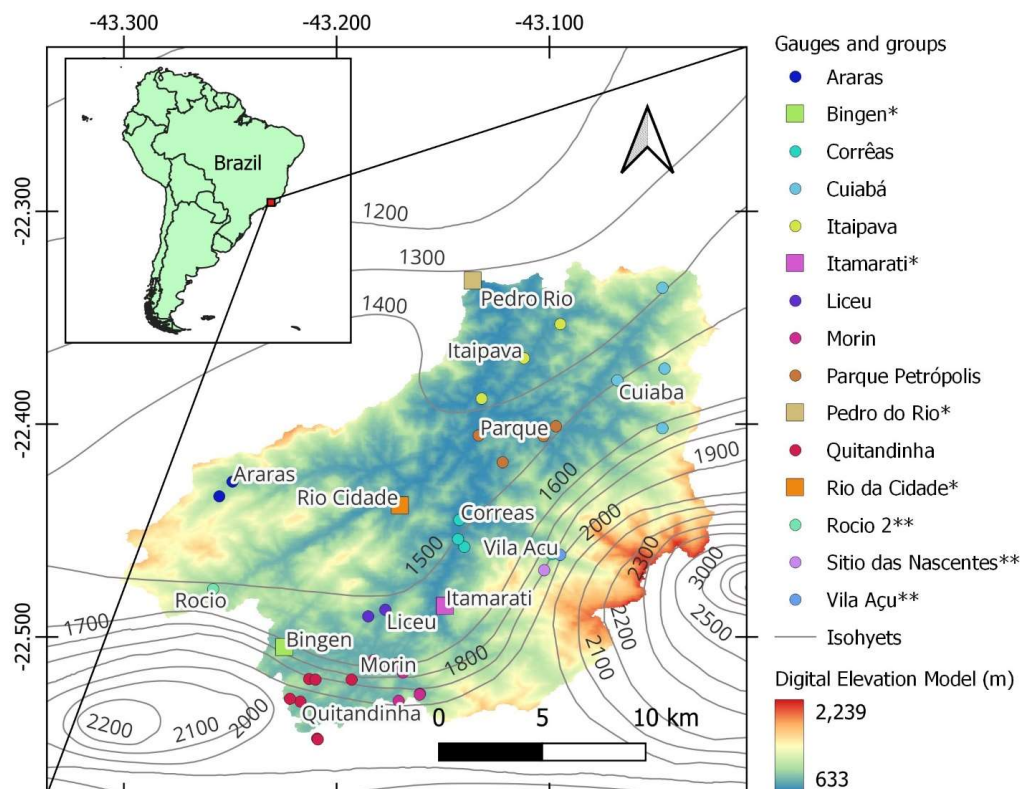 -43.300 -43.200 -43.100
Brazil
-22.300
-22.400
-22.500
1200
1300
1400
Pedro Rio
Itaipava
Cuiaba
Parque
1900
Araras
Rio Cidade
1600
Correas
2000
Vila Acu
1500
2300
3000
Rocio
Itamarati
Liceu
2500
1700
2200
Bingen
Morin
1800
2100
Quitandinha
2200
2100
2000
0 5 10 km
Gauges and groups
Araras
Bingen*
Corrêas
Cuiabá
Itaipava
Itamarati*
Liceu
Morin
Parque Petrópolis
Pedro do Rio*
Quitandinha
Rio da Cidade*
Rocio 2**
Sitio das Nascentes**
Vila Açu**
Isohyets
Digital Elevation Model (m)
2,239
633